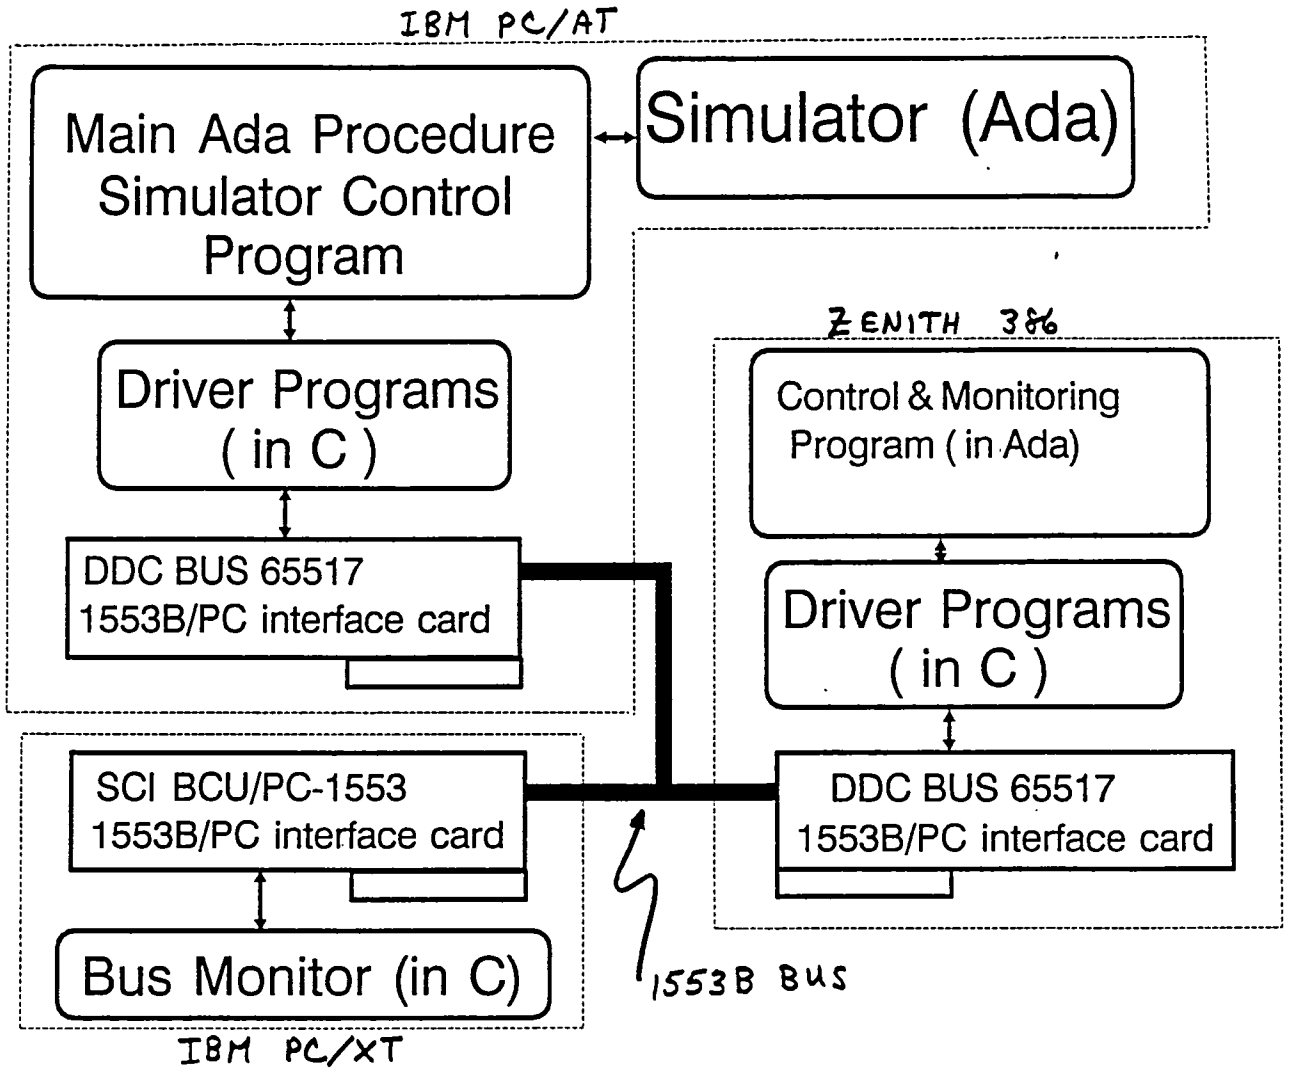 IBM PC/AT
Main Ada Procedure
Simulator Control
Program
Simulator (Ada)
Driver Programs
( in C )
DDC BUS 65517
1553B/PC interface card
ZENITH 386
Control & Monitoring
Program ( in Ada)
Driver Programs
( in C )
DDC BUS 65517
1553B/PC interface card
SCI BCU/PC-1553
1553B/PC interface card
Bus Monitor (in C)
IBM PC/XT
1553B BUS